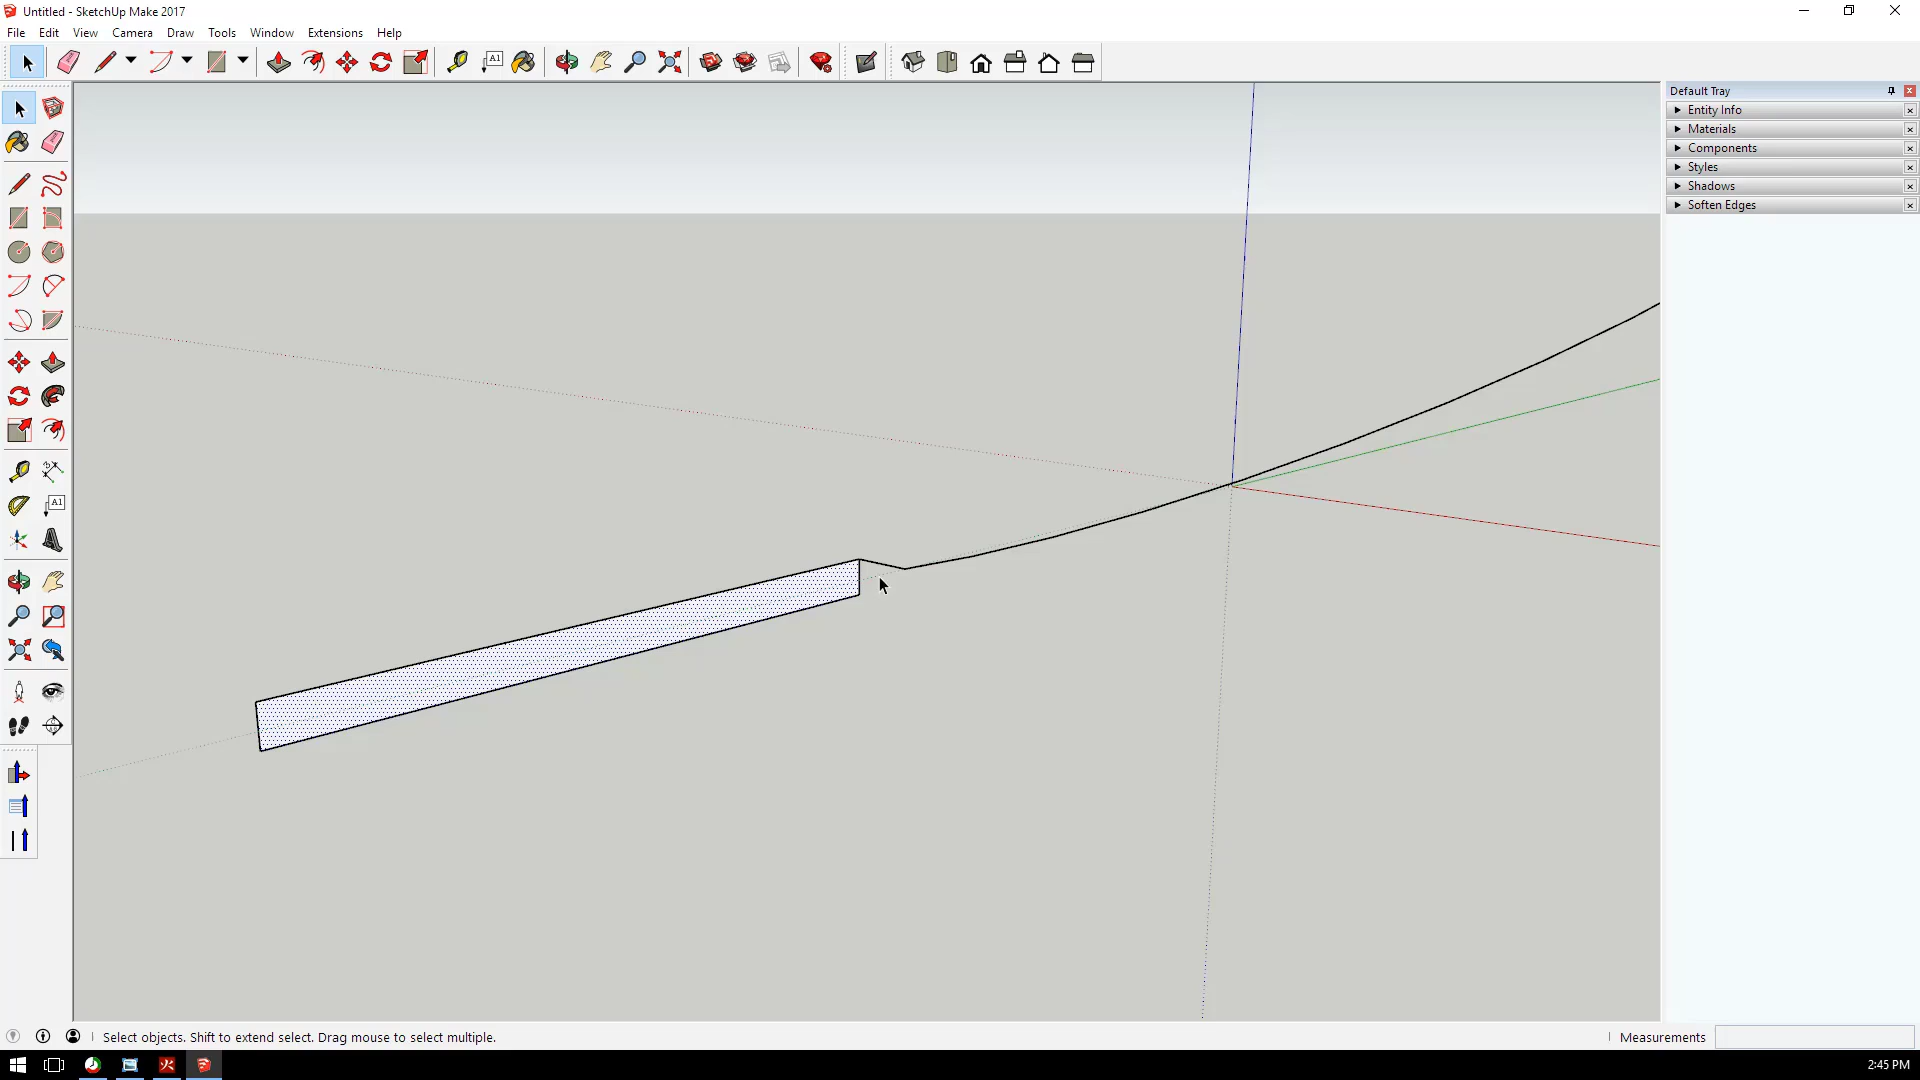 Untitled - SketchUp Make 2017
File Edit View Camera Draw Tools Window Extensions Help
A1
Default Tray
Entity Info
Materials
Components
Styles
Shadows
Soften Edges
A1
Select objects. Shift to extend select. Drag mouse to select multiple.
Measurements
2:45 PM